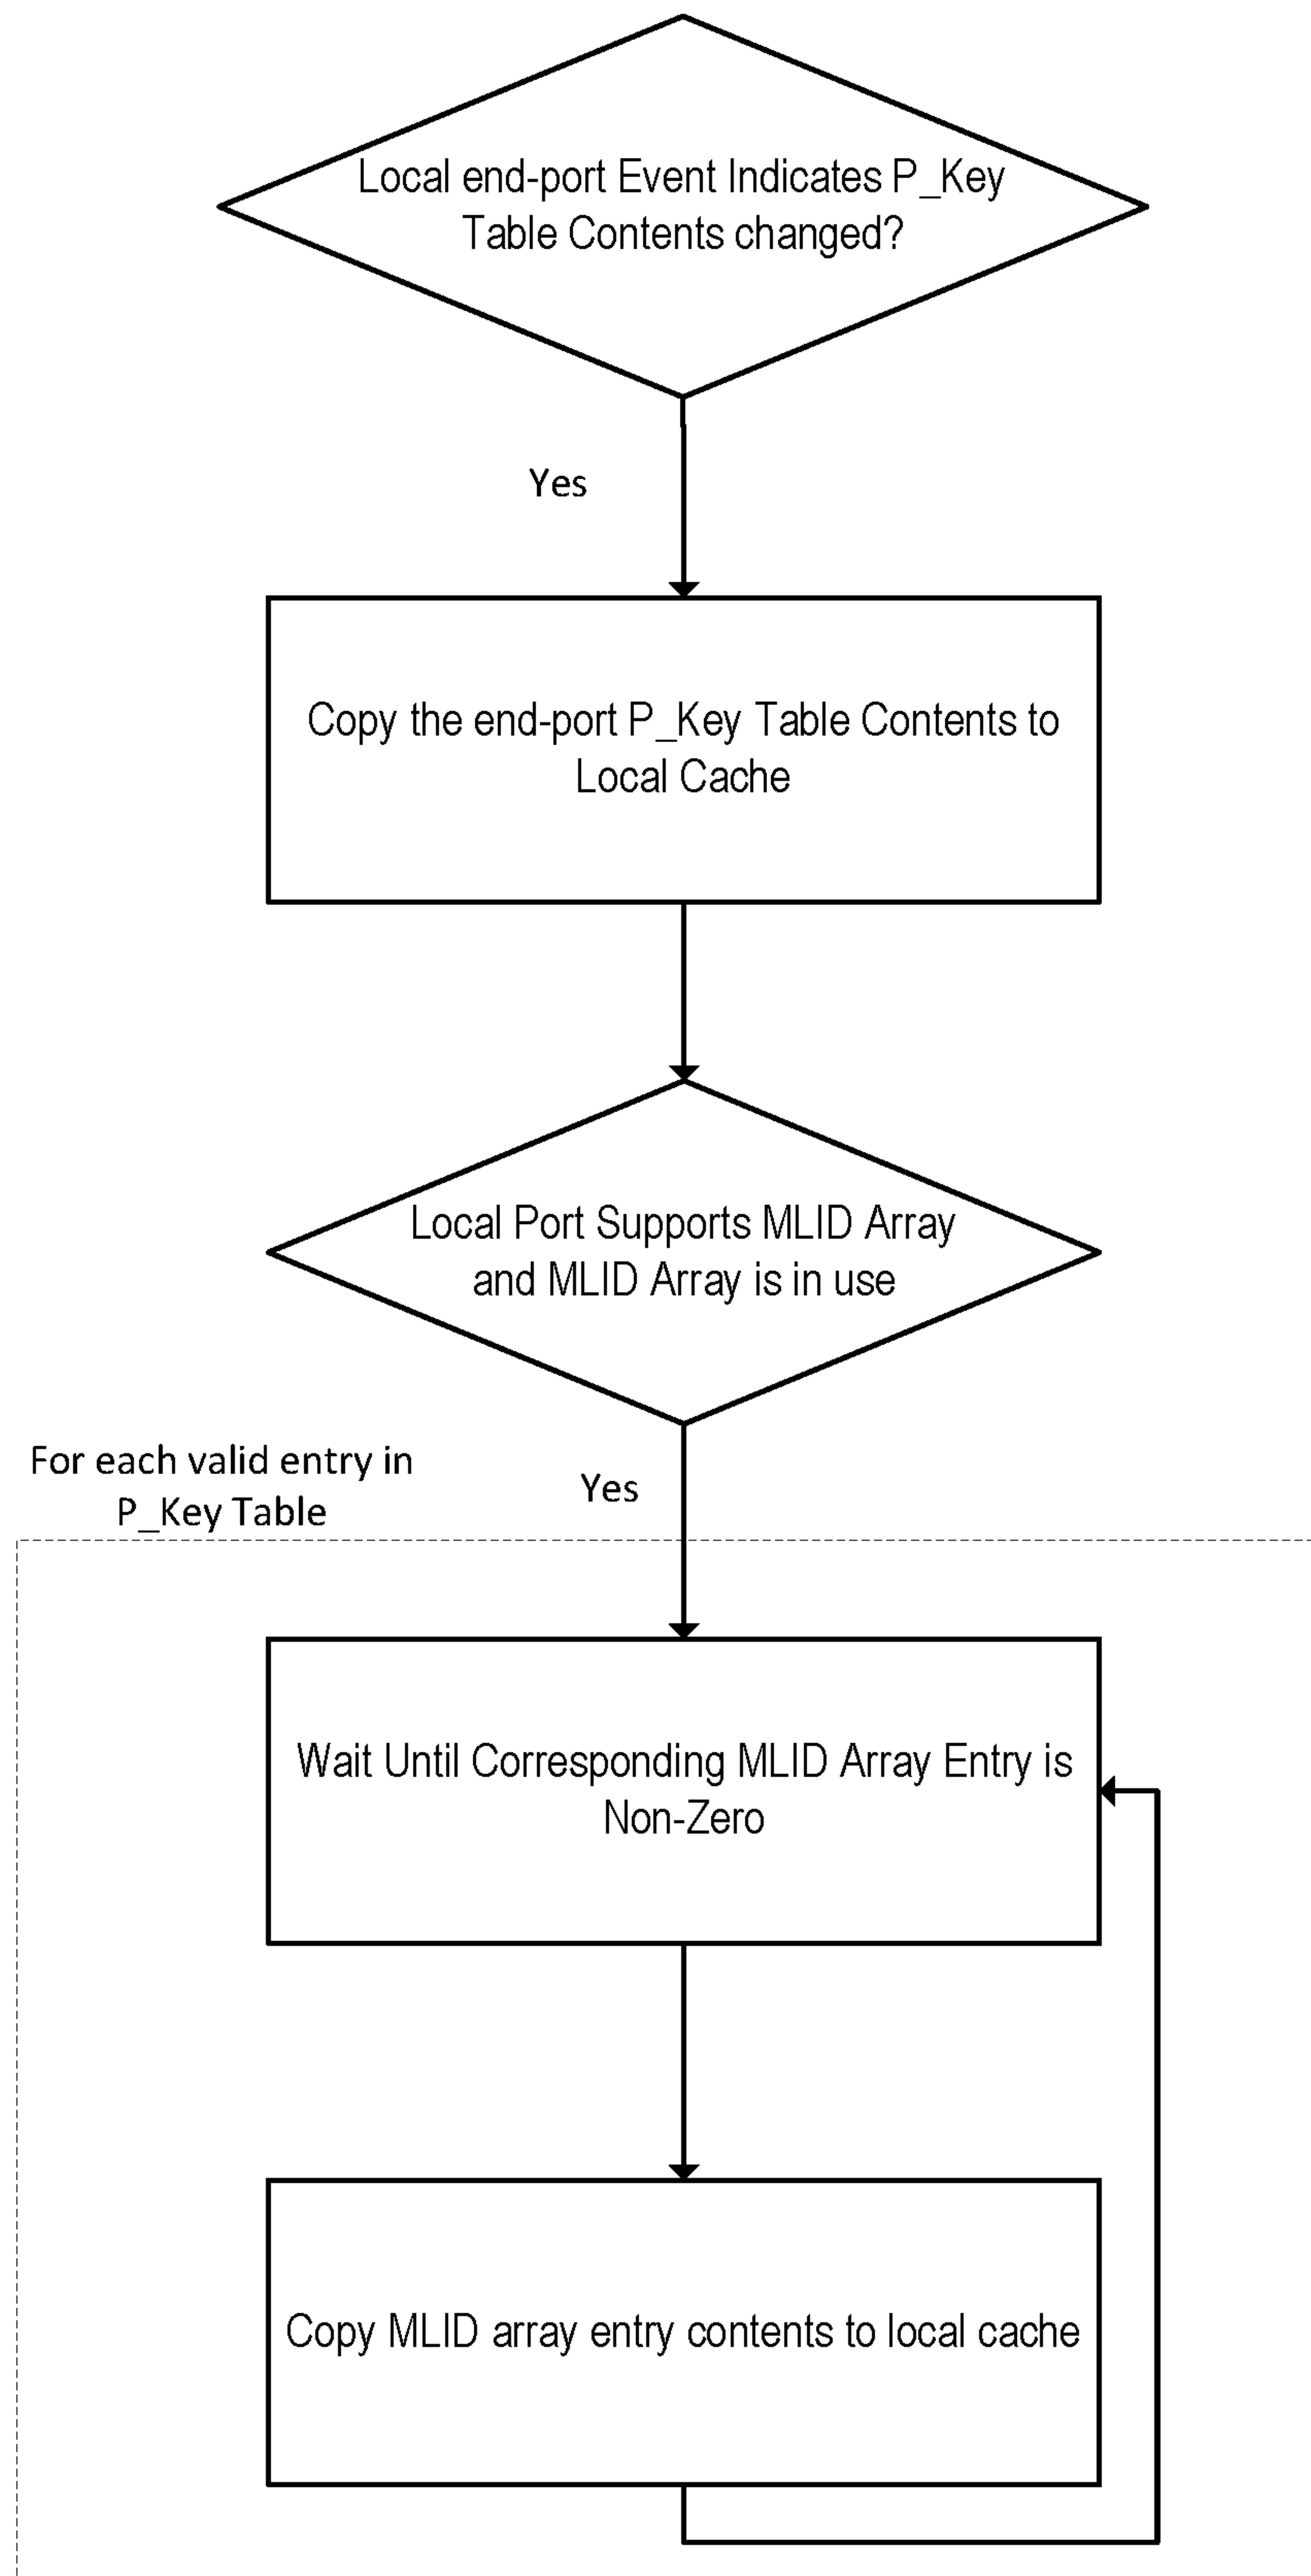 Local end-port Event Indicates P_Key
Table Contents changed?
Yes
Copy the end-port P_Key Table Contents to
Local Cache
Local Port Supports MLID Array
and MLID Array is in use
For each valid entry in
P_Key Table
Yes
Wait Until Corresponding MLID Array Entry is
Non-Zero
Copy MLID array entry contents to local cache